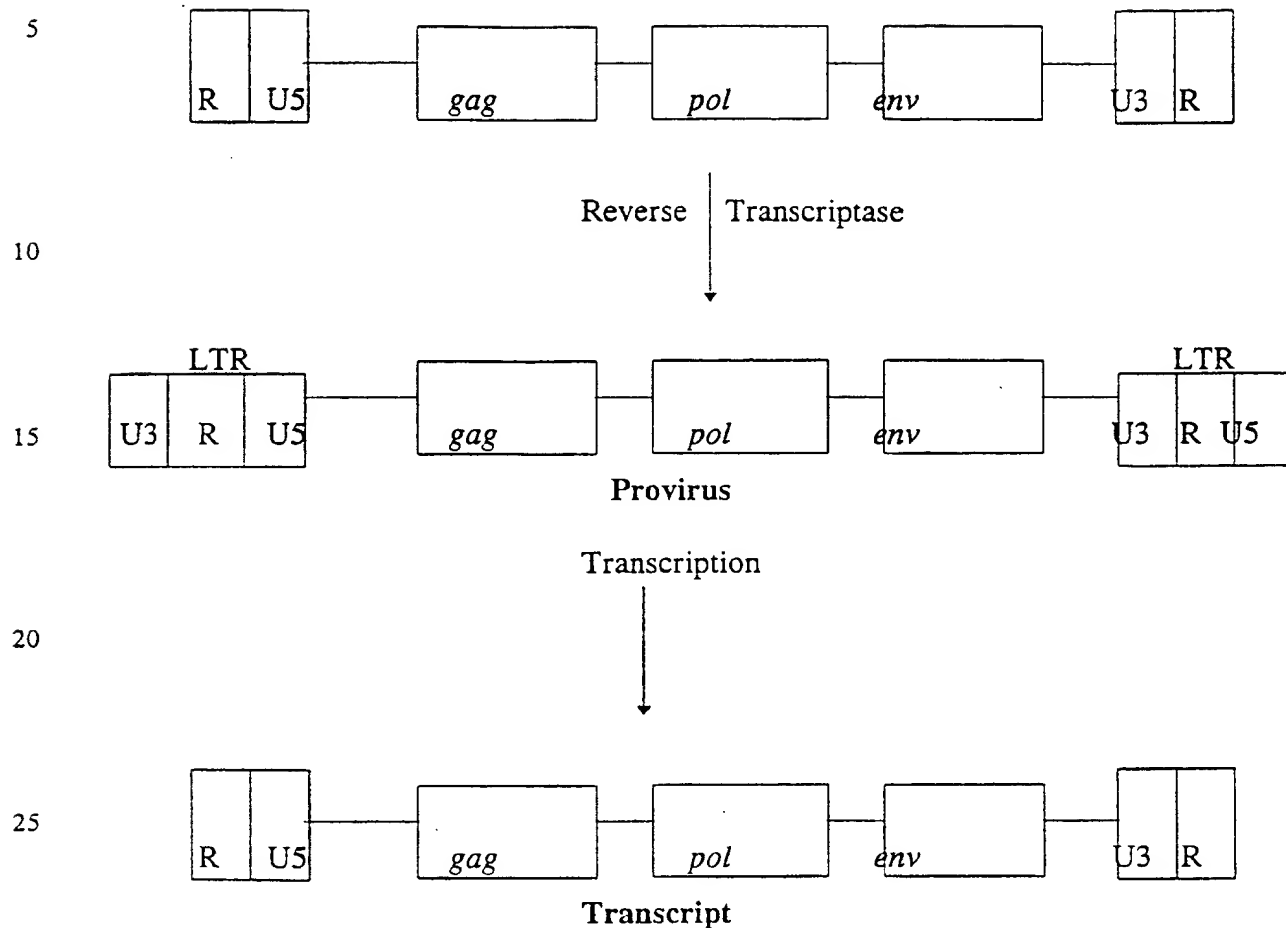 5
R U5 gag pol env U3 R
Reverse Transcriptase
10
LTR LTR
15 U3 R U5 gag pol env U3 R U5
Provirus
Transcription
20
25 R U5 gag pol env U3 R
Transcript